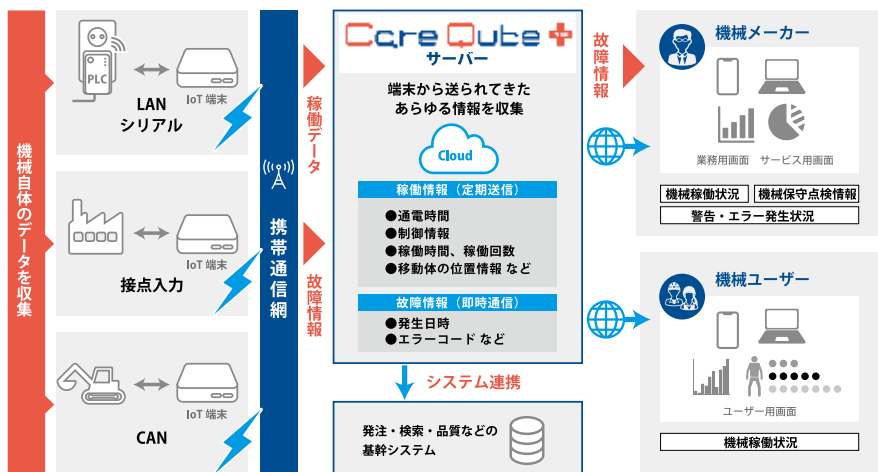 機械自体のデータを収集
PLC
IoT 端末
LAN
シリアル
IoT 端末
接点入力
IoT 端末
CAN
携帯通信網
稼働データ
故障情報
Care Qube +
サーバー
端末から送られてきた
あらゆる情報を収集
Cloud
稼働情報（定期送信）
●通電時間
●制御情報
●稼働時間、稼働回数
●移動体の位置情報 など
故障情報（即時通信）
●発生日時
●エラーコード など
システム連携
発注・検索・品質などの
基幹システム
故障情報
機械メーカー
業務用画面 サービス用画面
機械稼働状況 機械保守点検情報
警告・エラー発生状況
機械ユーザー
ユーザー用画面
機械稼働状況